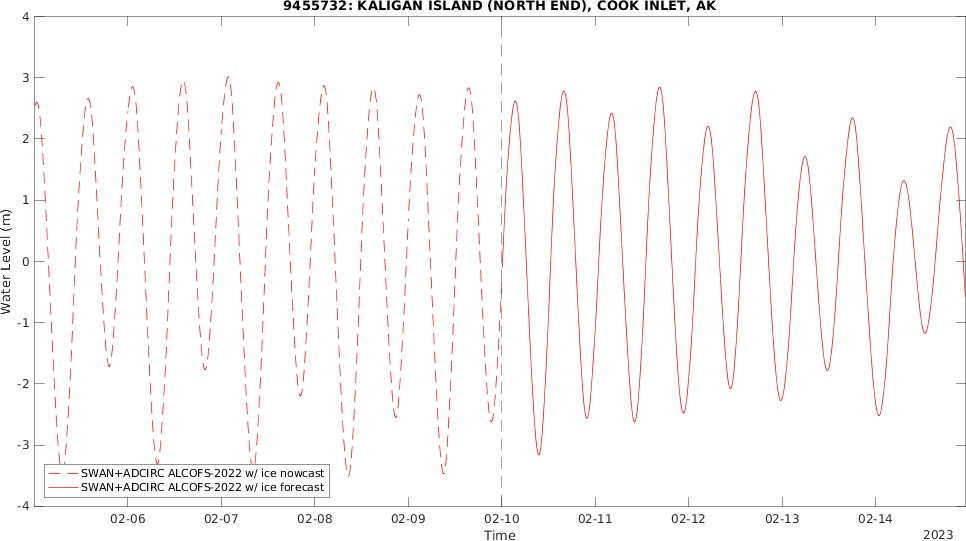 9455732: KALIGAN ISLAND (NORTH END), COOK INLET, AK
4
3
2
1
0
-1
-2
-3
-4
Water Level (m)
SWAN+ADCIRC ALCOFS-2022 w/ ice nowcast
SWAN+ADCIRC ALCOFS-2022 w/ ice forecast
02-06 02-07 02-08 02-09 02-10 02-11 02-12 02-13 02-14
Time
2023